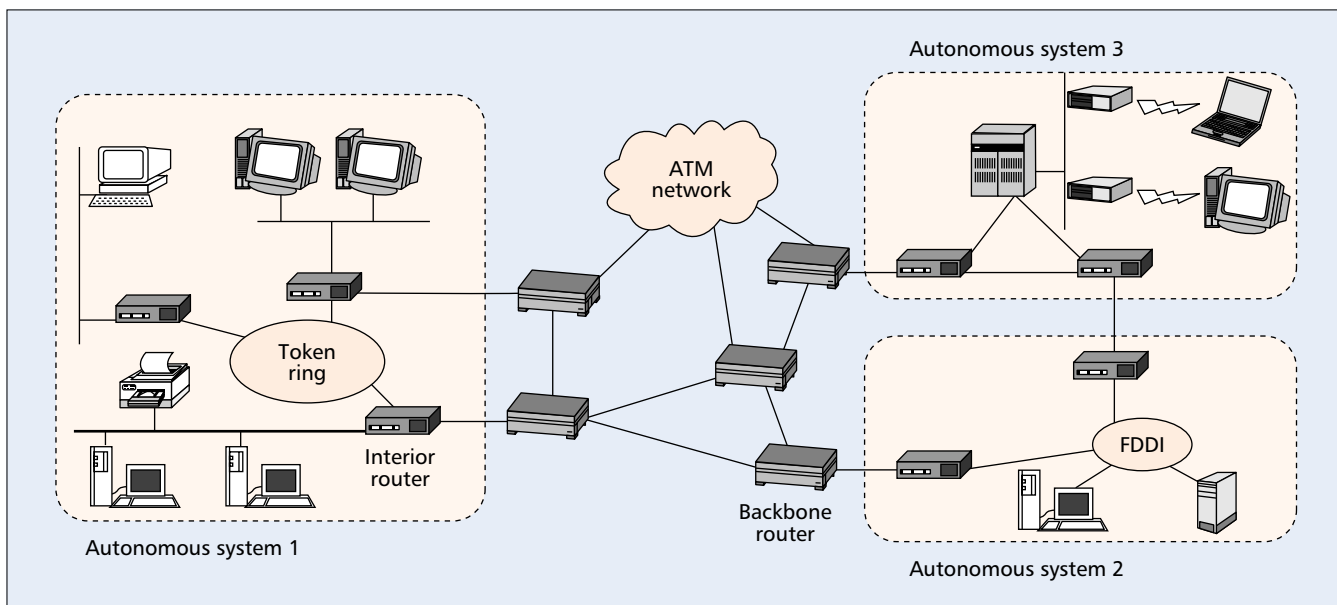 Autonomous system 3
ATM
network
Token
ring
Interior
router
FDDI
Backbone
router
Autonomous system 1
Autonomous system 2